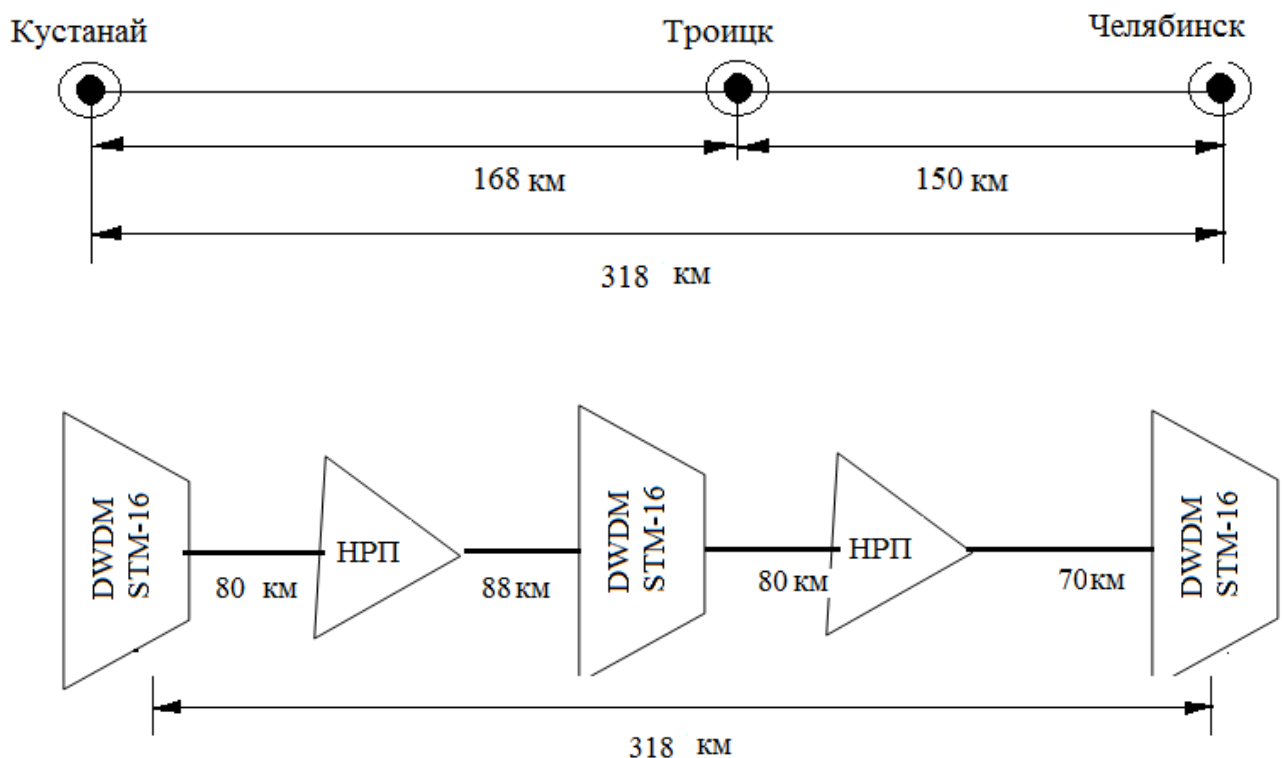 Кустанай
Троицк
Челябинск
168 км
150 км
318 км
DWDM
STM-16
80 км
НРП
88 км
DWDM
STM-16
80 км
НРП
70 км
DWDM
STM-16
318 км